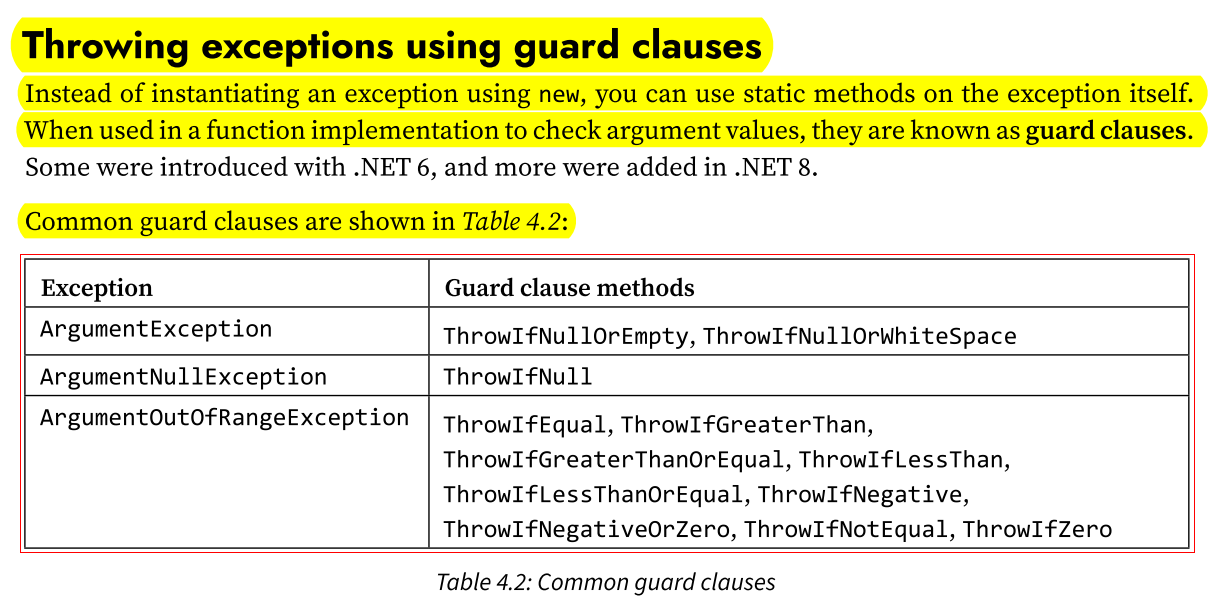 Throwing exceptions using guard clauses
Instead of instantiating an exception using new, you can use static methods on the exception itself.
When used in a function implementation to check argument values, they are known as guard clauses.
Some were introduced with .NET 6, and more were added in .NET 8.
Common guard clauses are shown in Table 4.2:
Exception Guard clause methods
ArgumentException ThrowIfNullOrEmpty, ThrowIfNullOrWhiteSpace
ArgumentNullException ThrowIfNull
ArgumentOutOfRangeException ThrowIfEqual, ThrowIfGreaterThan,
ThrowIfGreaterThanOrEqual, ThrowIfLessThan,
ThrowIfLessThanOrEqual, ThrowIfNegative,
ThrowIfNegativeOrZero, ThrowIfNotEqual, ThrowIfZero
Table 4.2: Common guard clauses